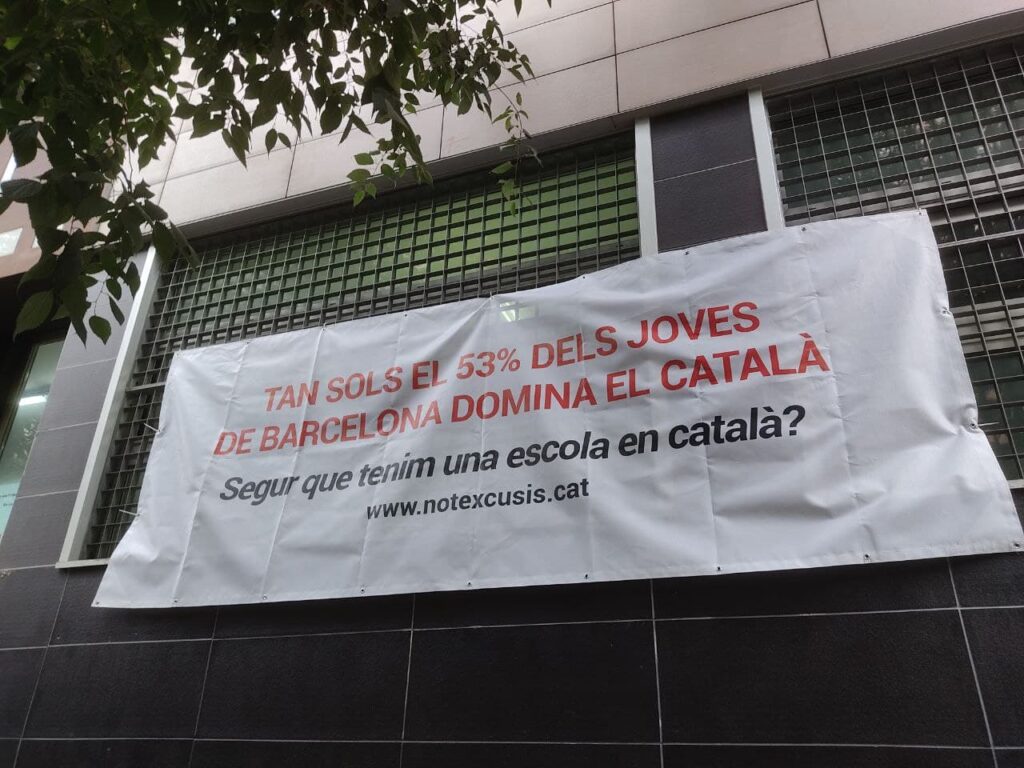 TAN SOLS EL 53% DELS JOVES
DE BARCELONA DOMINA EL CATALÀ
Segur que tenim una escola en català?
www.notexcusis.cat